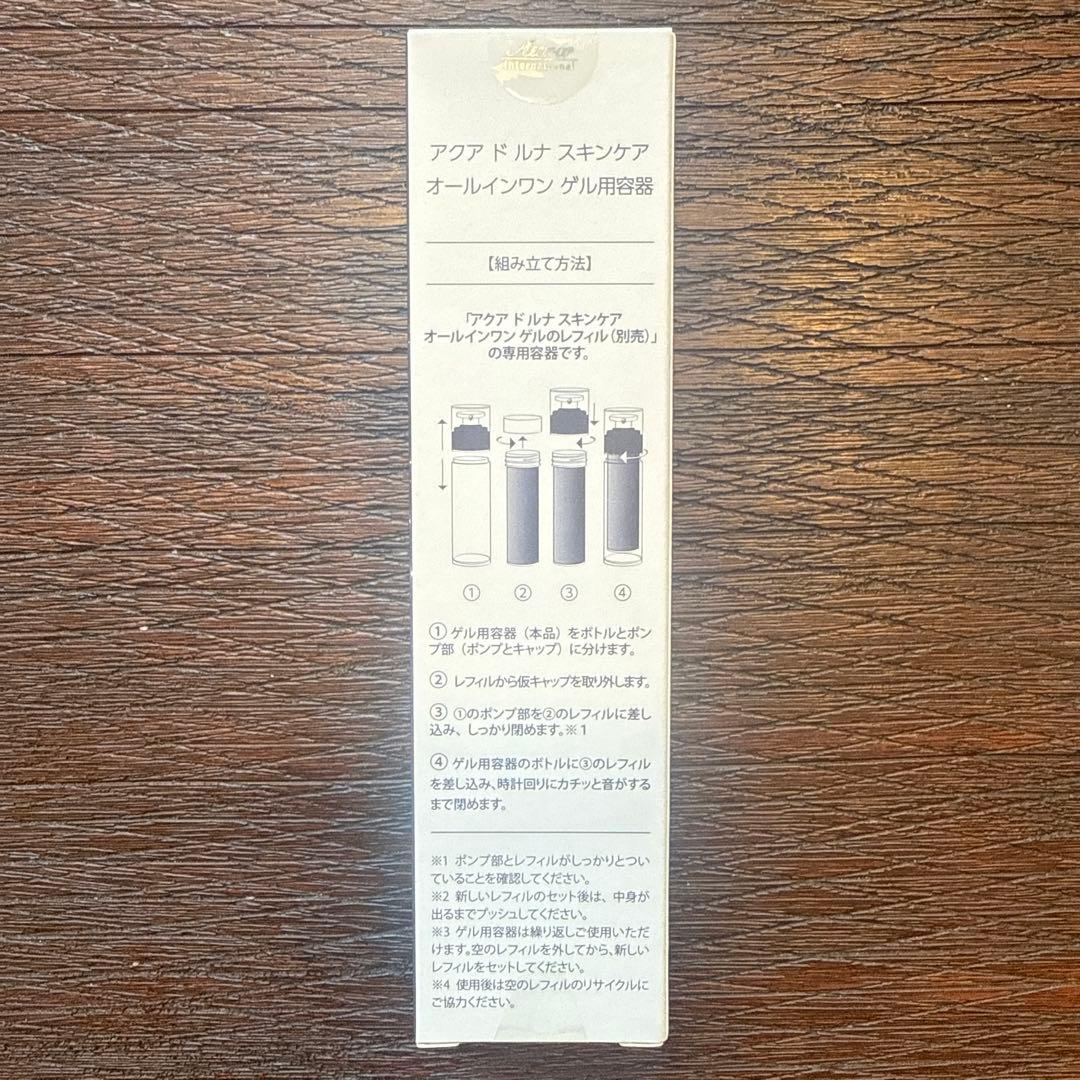 International
アクア ド ルナ スキンケア
オールインワン ゲル用容器
【組み立て方法】
「アクア ド ルナ スキンケア
オールインワン ゲルのレフィル（別売）」
の専用容器です。
① ② ③ ④
① ゲル用容器（本品）をボトルとポン
プ部（ポンプとキャップ）に分けます。
② レフィルから仮キャップを取り外します。
③ ①のポンプ部を②のレフィルに差し
込み、しっかり閉めます。※1
④ ゲル用容器のボトルに③のレフィル
を差し込み、時計回りにカチッと音がする
まで閉めます。
※1 ポンプ部とレフィルがしっかりとつい
ていることを確認してください。
※2 新しいレフィルのセット後は、中身が
出るまでプッシュしてください。
※3 ゲル用容器は繰り返しご使用いただ
けます。空のレフィルを外してから、新しい
レフィルをセットしてください。
※4 使用後は空のレフィルのリサイクルに
ご協力ください。